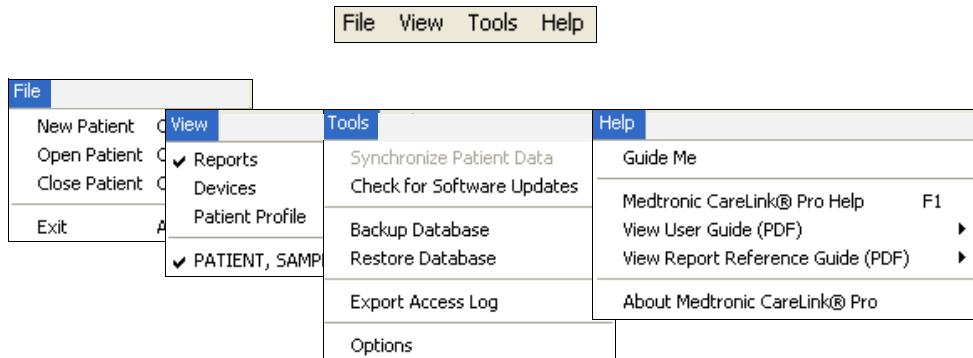 File View Tools Help
File
New Patient
Open Patient
Close Patient
Exit
View
Reports
Devices
Patient Profile
PATIENT,
Tools
Synchronize Patient Data
Check for Software Updates
Backup Database
Restore Database
Export Access Log
Options
Help
Guide Me
Medtronic CareLink® Pro Help F1
View User Guide (PDF)
View Report Reference Guide (PDF)
About Medtronic CareLink® Pro